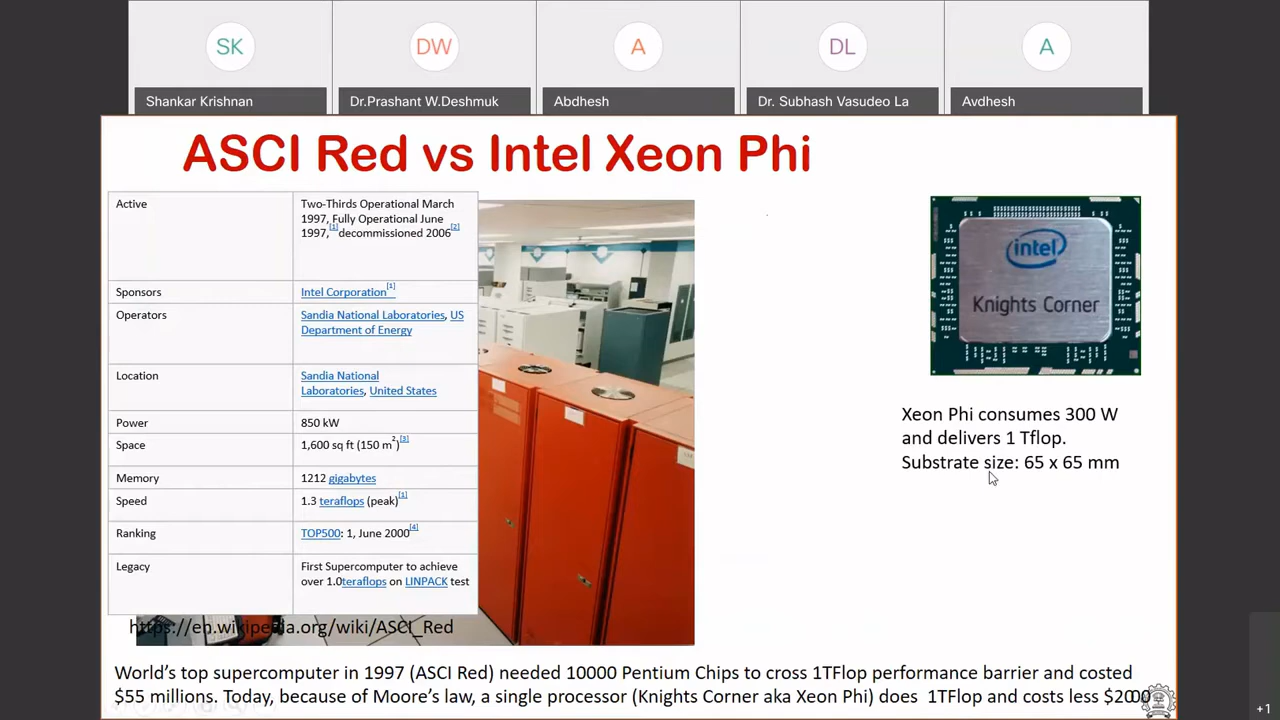 SK
DW
A
DL
A
Shankar Krishnan
Dr.Prashant W.Deshmuk
Abdhesh
Dr. Subhash Vasudeo La
Avdhesh
ASCI Red vs Intel Xeon Phi
Active
Two-Thirds Operational March
1997, Fully Operational June
1997,[1]decommissioned 2006[2]
Sponsors
Intel Corporation[1]
Operators
Sandia National Laboratories, US
Department of Energy
Location
Sandia National
Laboratories, United States
Power
850 kW
Space
1,600 sq ft (150 m2)[3]
Memory
1212 gigabytes
Speed
1.3 teraflops (peak)[1]
Ranking
TOP500: 1, June 2000[4]
Legacy
First Supercomputer to achieve
over 1.0teraflops on LINPACK test
https://en.wikipedia.org/wiki/ASCI_Red
intel
Knights Corner
Xeon Phi consumes 300 W
and delivers 1 Tflop.
Substrate size: 65 x 65 mm
World's top supercomputer in 1997 (ASCI Red) needed 10000 Pentium Chips to cross 1TFlop performance barrier and costed
$55 millions. Today, because of Moore's law, a single processor (Knights Corner aka Xeon Phi) does 1TFlop and costs less $2000
+1